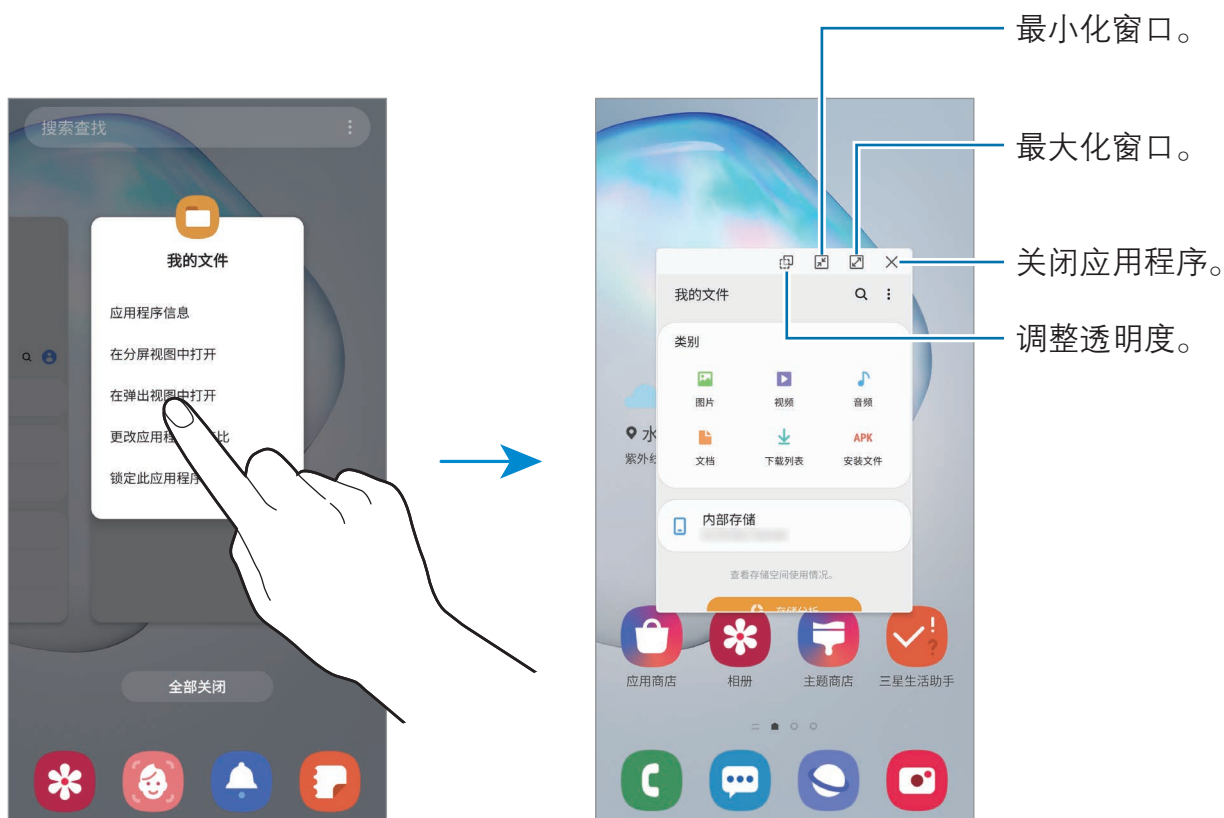 最小化窗口。
最大化窗口。
关闭应用程序。
调整透明度。
搜索查找
我的文件
应用程序信息
在分屏视图中打开
在弹出视图中打开
更改应用程 比
锁定此应用程序
全部关闭
我的文件
类别
图片 视频 音频
APK
文档 下载列表 安装文件
内部存储
查看存储空间使用情况。
存储分析
水
紫外线
应用商店 相册 主题商店 三星生活助手